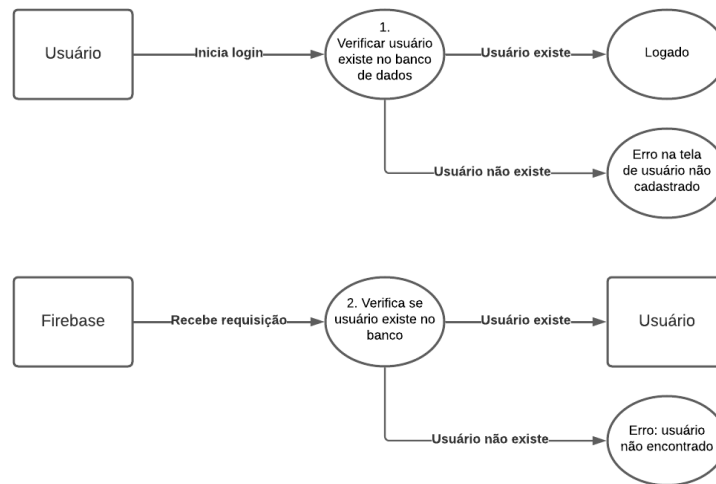 Usuário
Inicia login
1.
Verificar usuário
existe no banco
de dados
Usuário existe
Logado
Usuário não existe
Erro na tela
de usuário não
cadastrado
Firebase
Recebe requisição
2. Verifica se
usuário existe no
banco
Usuário existe
Usuário
Usuário não existe
Erro: usuário
não encontrado